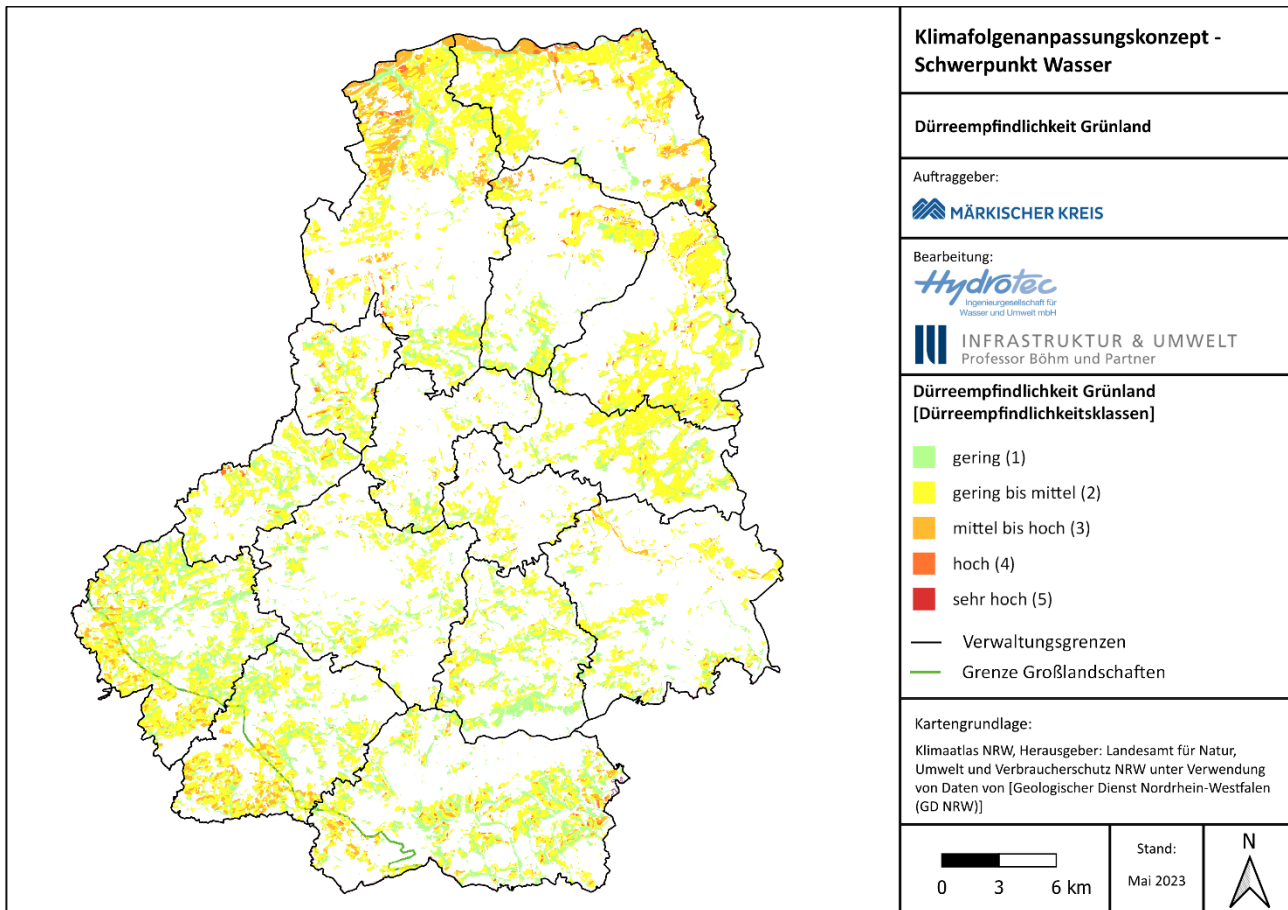 Klimafolgenanpassungskonzept -
Schwerpunkt Wasser
Dürreempfindlichkeit Grünland
Auftraggeber:
MÄRKISCHER KREIS
Bearbeitung:
Hydrotec
Ingenieurgesellschaft für
Wasser und Umwelt mbH
INFRASTRUKTUR & UMWELT
Professor Böhm und Partner
Dürreempfindlichkeit Grünland
[Dürreempfindlichkeitsklassen]
gering (1)
gering bis mittel (2)
mittel bis hoch (3)
hoch (4)
sehr hoch (5)
Verwaltungsgrenzen
Grenze Großlandschaften
Kartengrundlage:
Klimaatlas NRW, Herausgeber: Landesamt für Natur,
Umwelt und Verbraucherschutz NRW unter Verwendung
von Daten von [Geologischer Dienst Nordrhein-Westfalen
(GD NRW)]
0 3 6 km
Stand:
Mai 2023
N